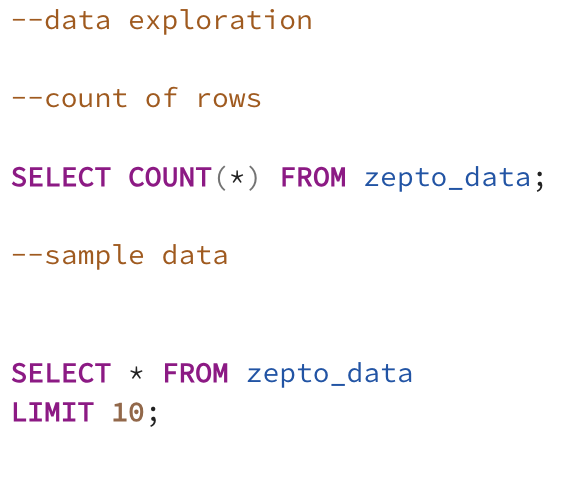 --data exploration
--count of rows
SELECT COUNT(*) FROM zepto_data;
--sample data
SELECT * FROM zepto_data
LIMIT 10;